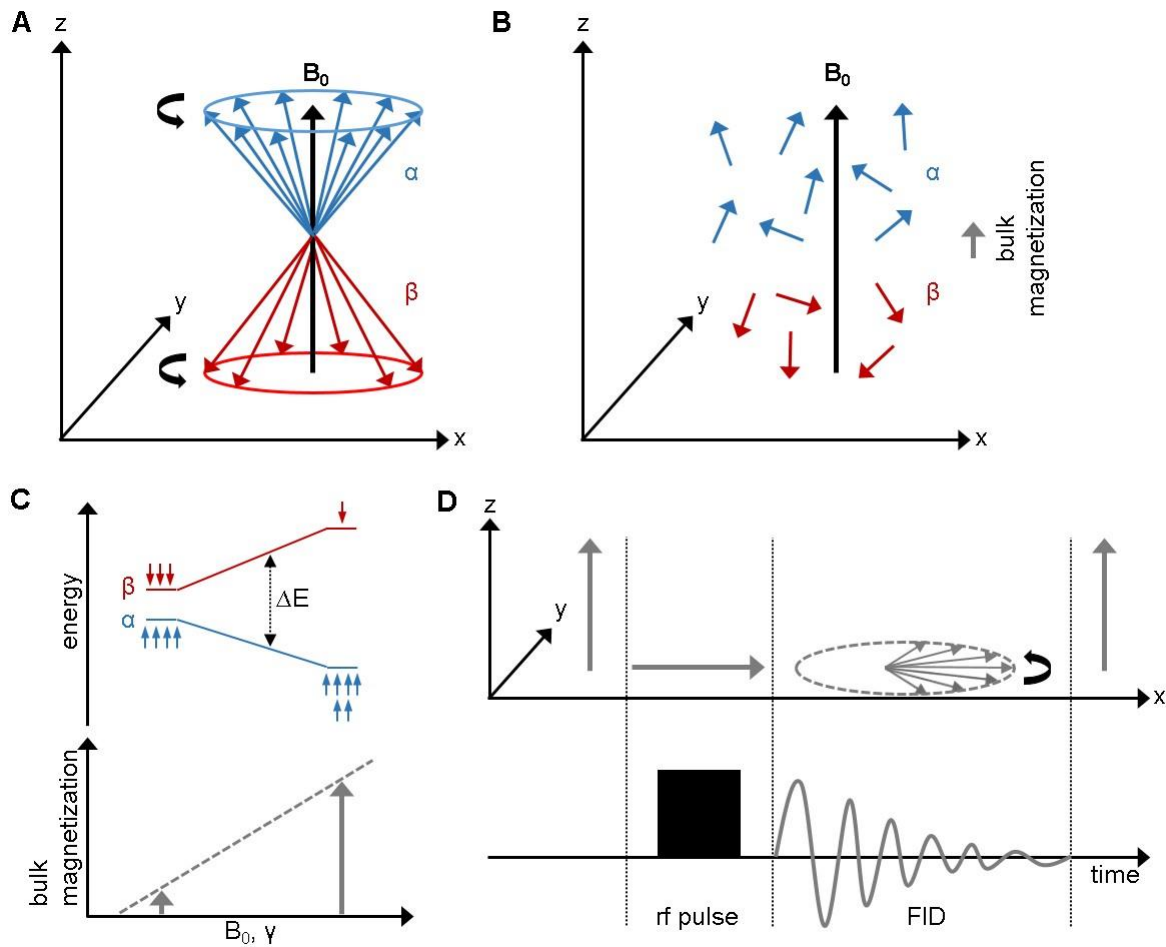 A
z
B₀
α
β
y
x
B
z
B₀
α
β
y
x
bulk
magnetization
C
energy
β
α
ΔE
bulk
magnetization
B₀, γ
D
z
y
x
time
rf pulse
FID